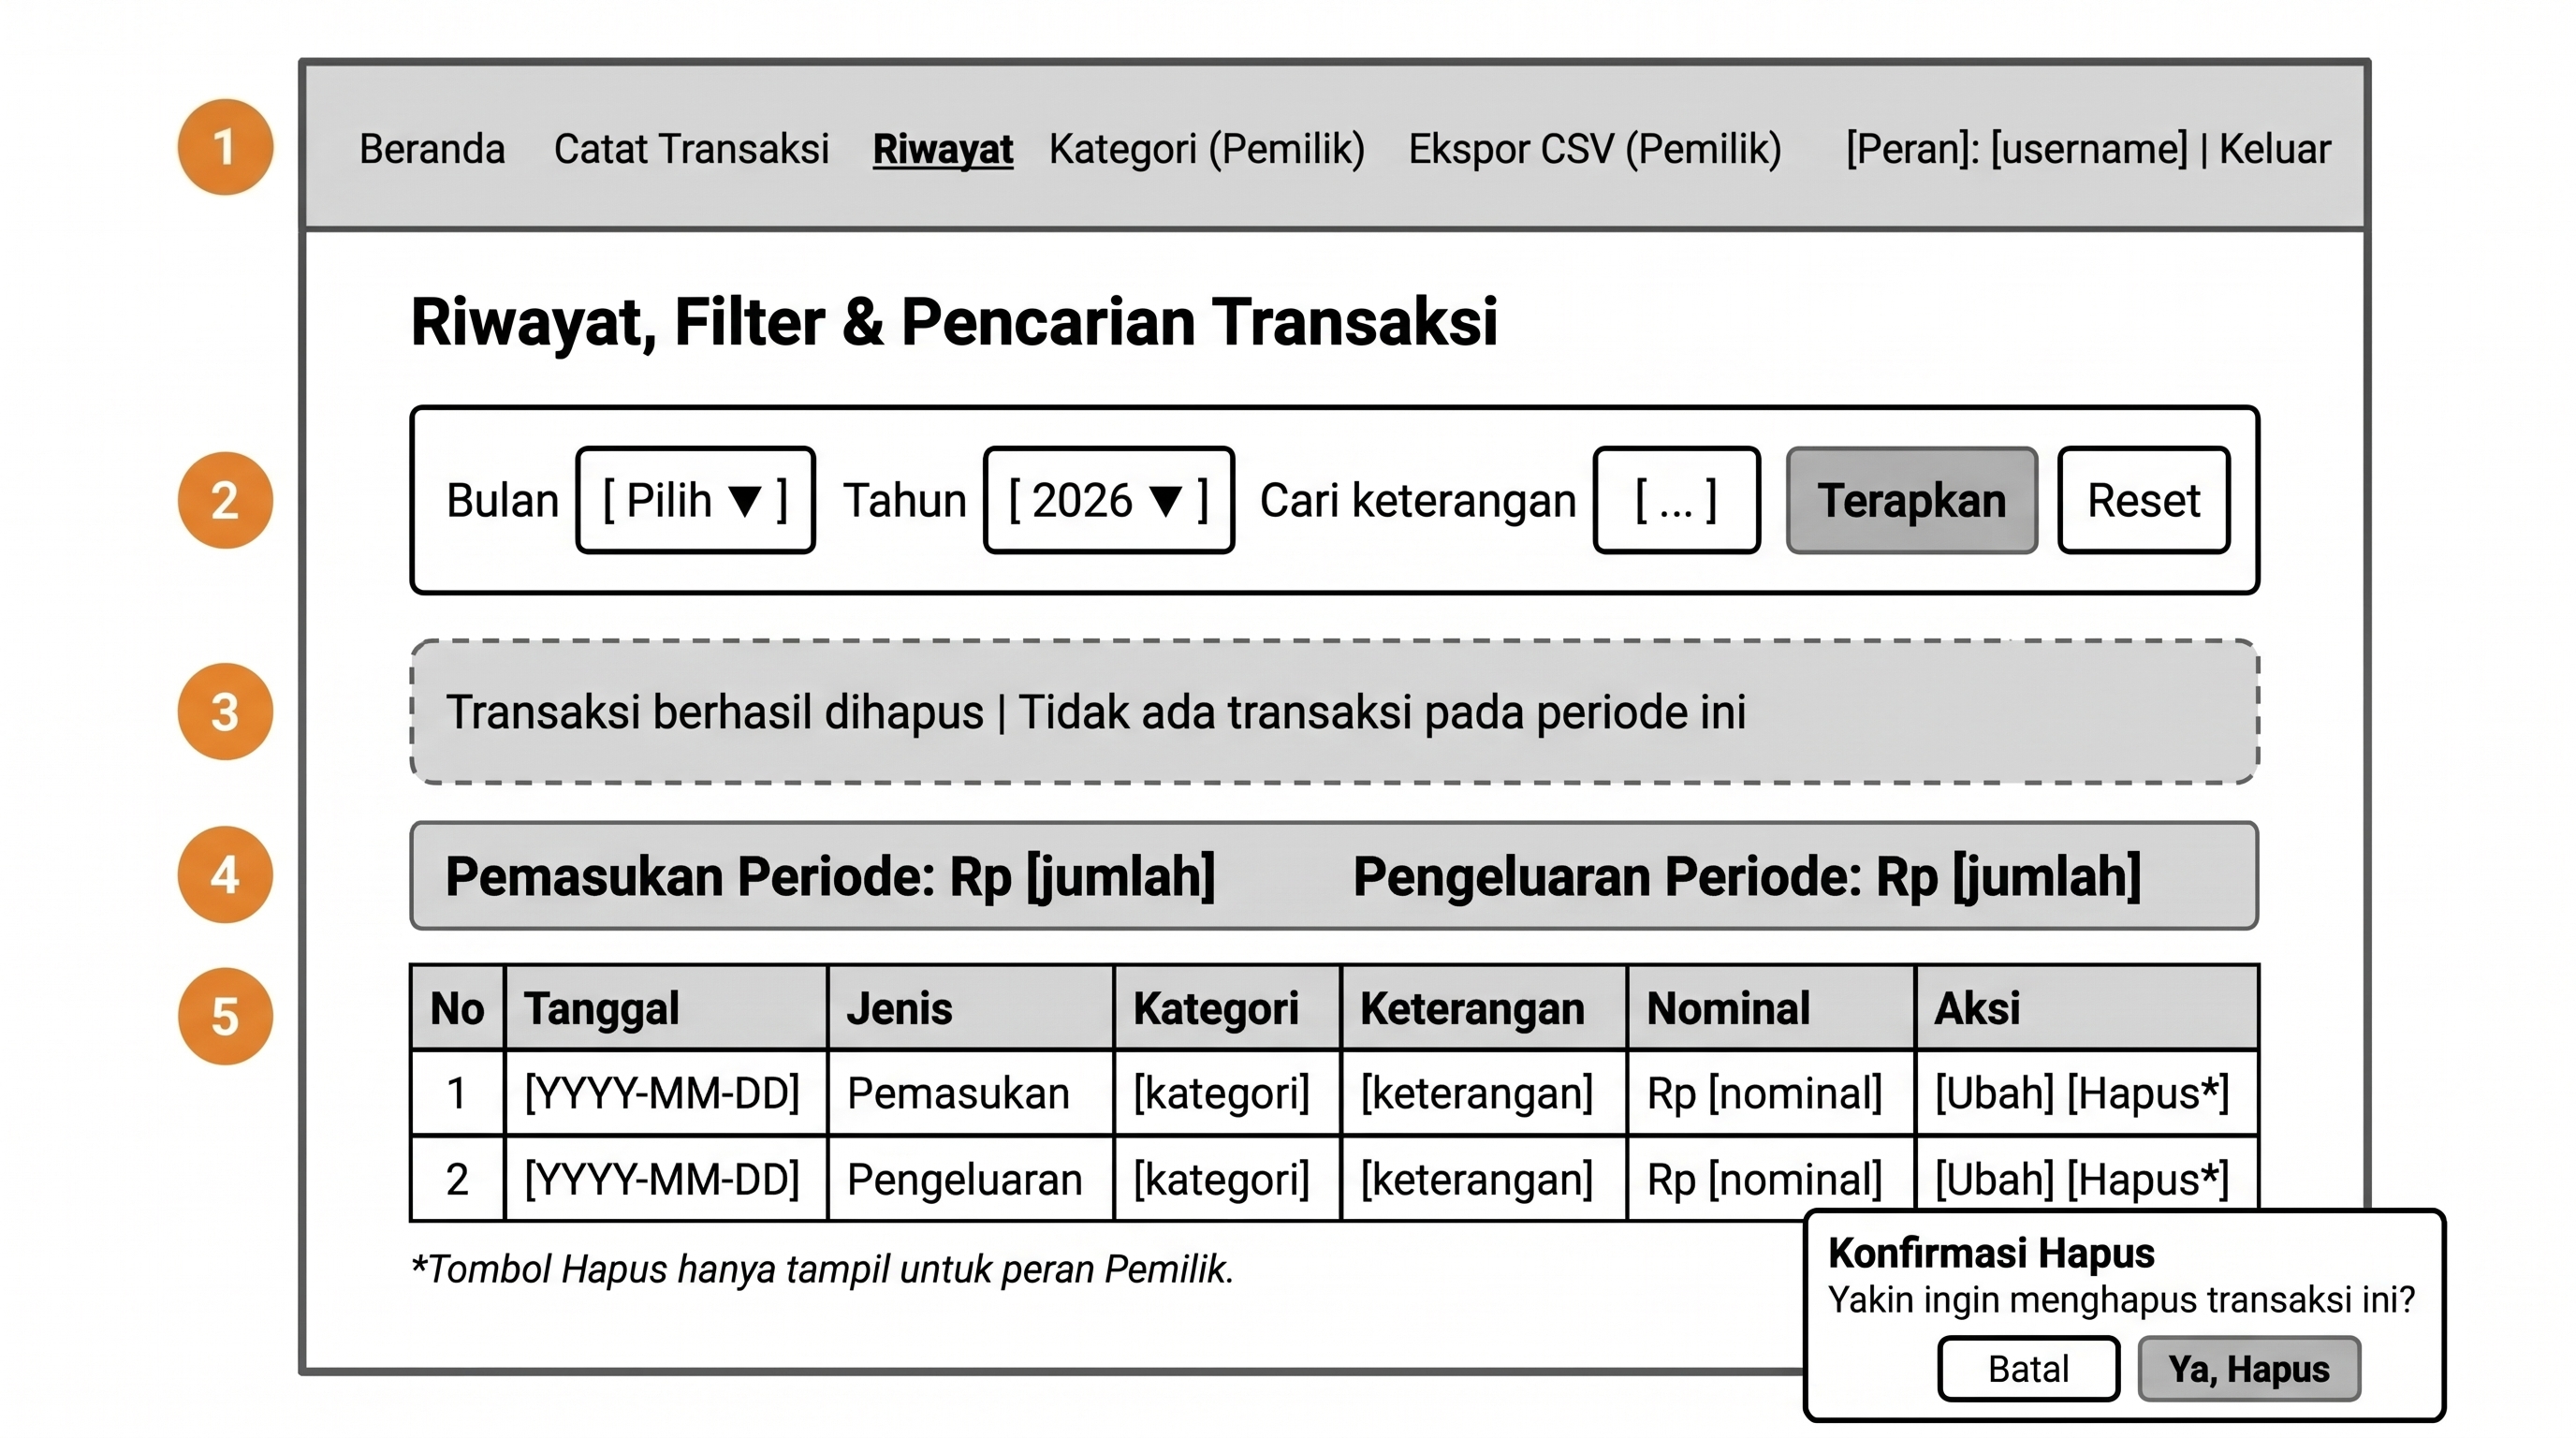 1
Beranda Catat Transaksi Riwayat Kategori (Pemilik) Ekspor CSV (Pemilik) [Peran]: [username] | Keluar
Riwayat, Filter & Pencarian Transaksi
2
Bulan [ Pilih ▼ ] Tahun [ 2026 ▼ ] Cari keterangan [ ... ] Terapkan Reset
3
Transaksi berhasil dihapus | Tidak ada transaksi pada periode ini
4
Pemasukan Periode: Rp [jumlah] Pengeluaran Periode: Rp [jumlah]
5
No Tanggal Jenis Kategori Keterangan Nominal Aksi
1 [YYYY-MM-DD] Pemasukan [kategori] [keterangan] Rp [nominal] [Ubah] [Hapus*]
2 [YYYY-MM-DD] Pengeluaran [kategori] [keterangan] Rp [nominal] [Ubah] [Hapus*]
*Tombol Hapus hanya tampil untuk peran Pemilik.
Konfirmasi Hapus
Yakin ingin menghapus transaksi ini?
Batal Ya, Hapus